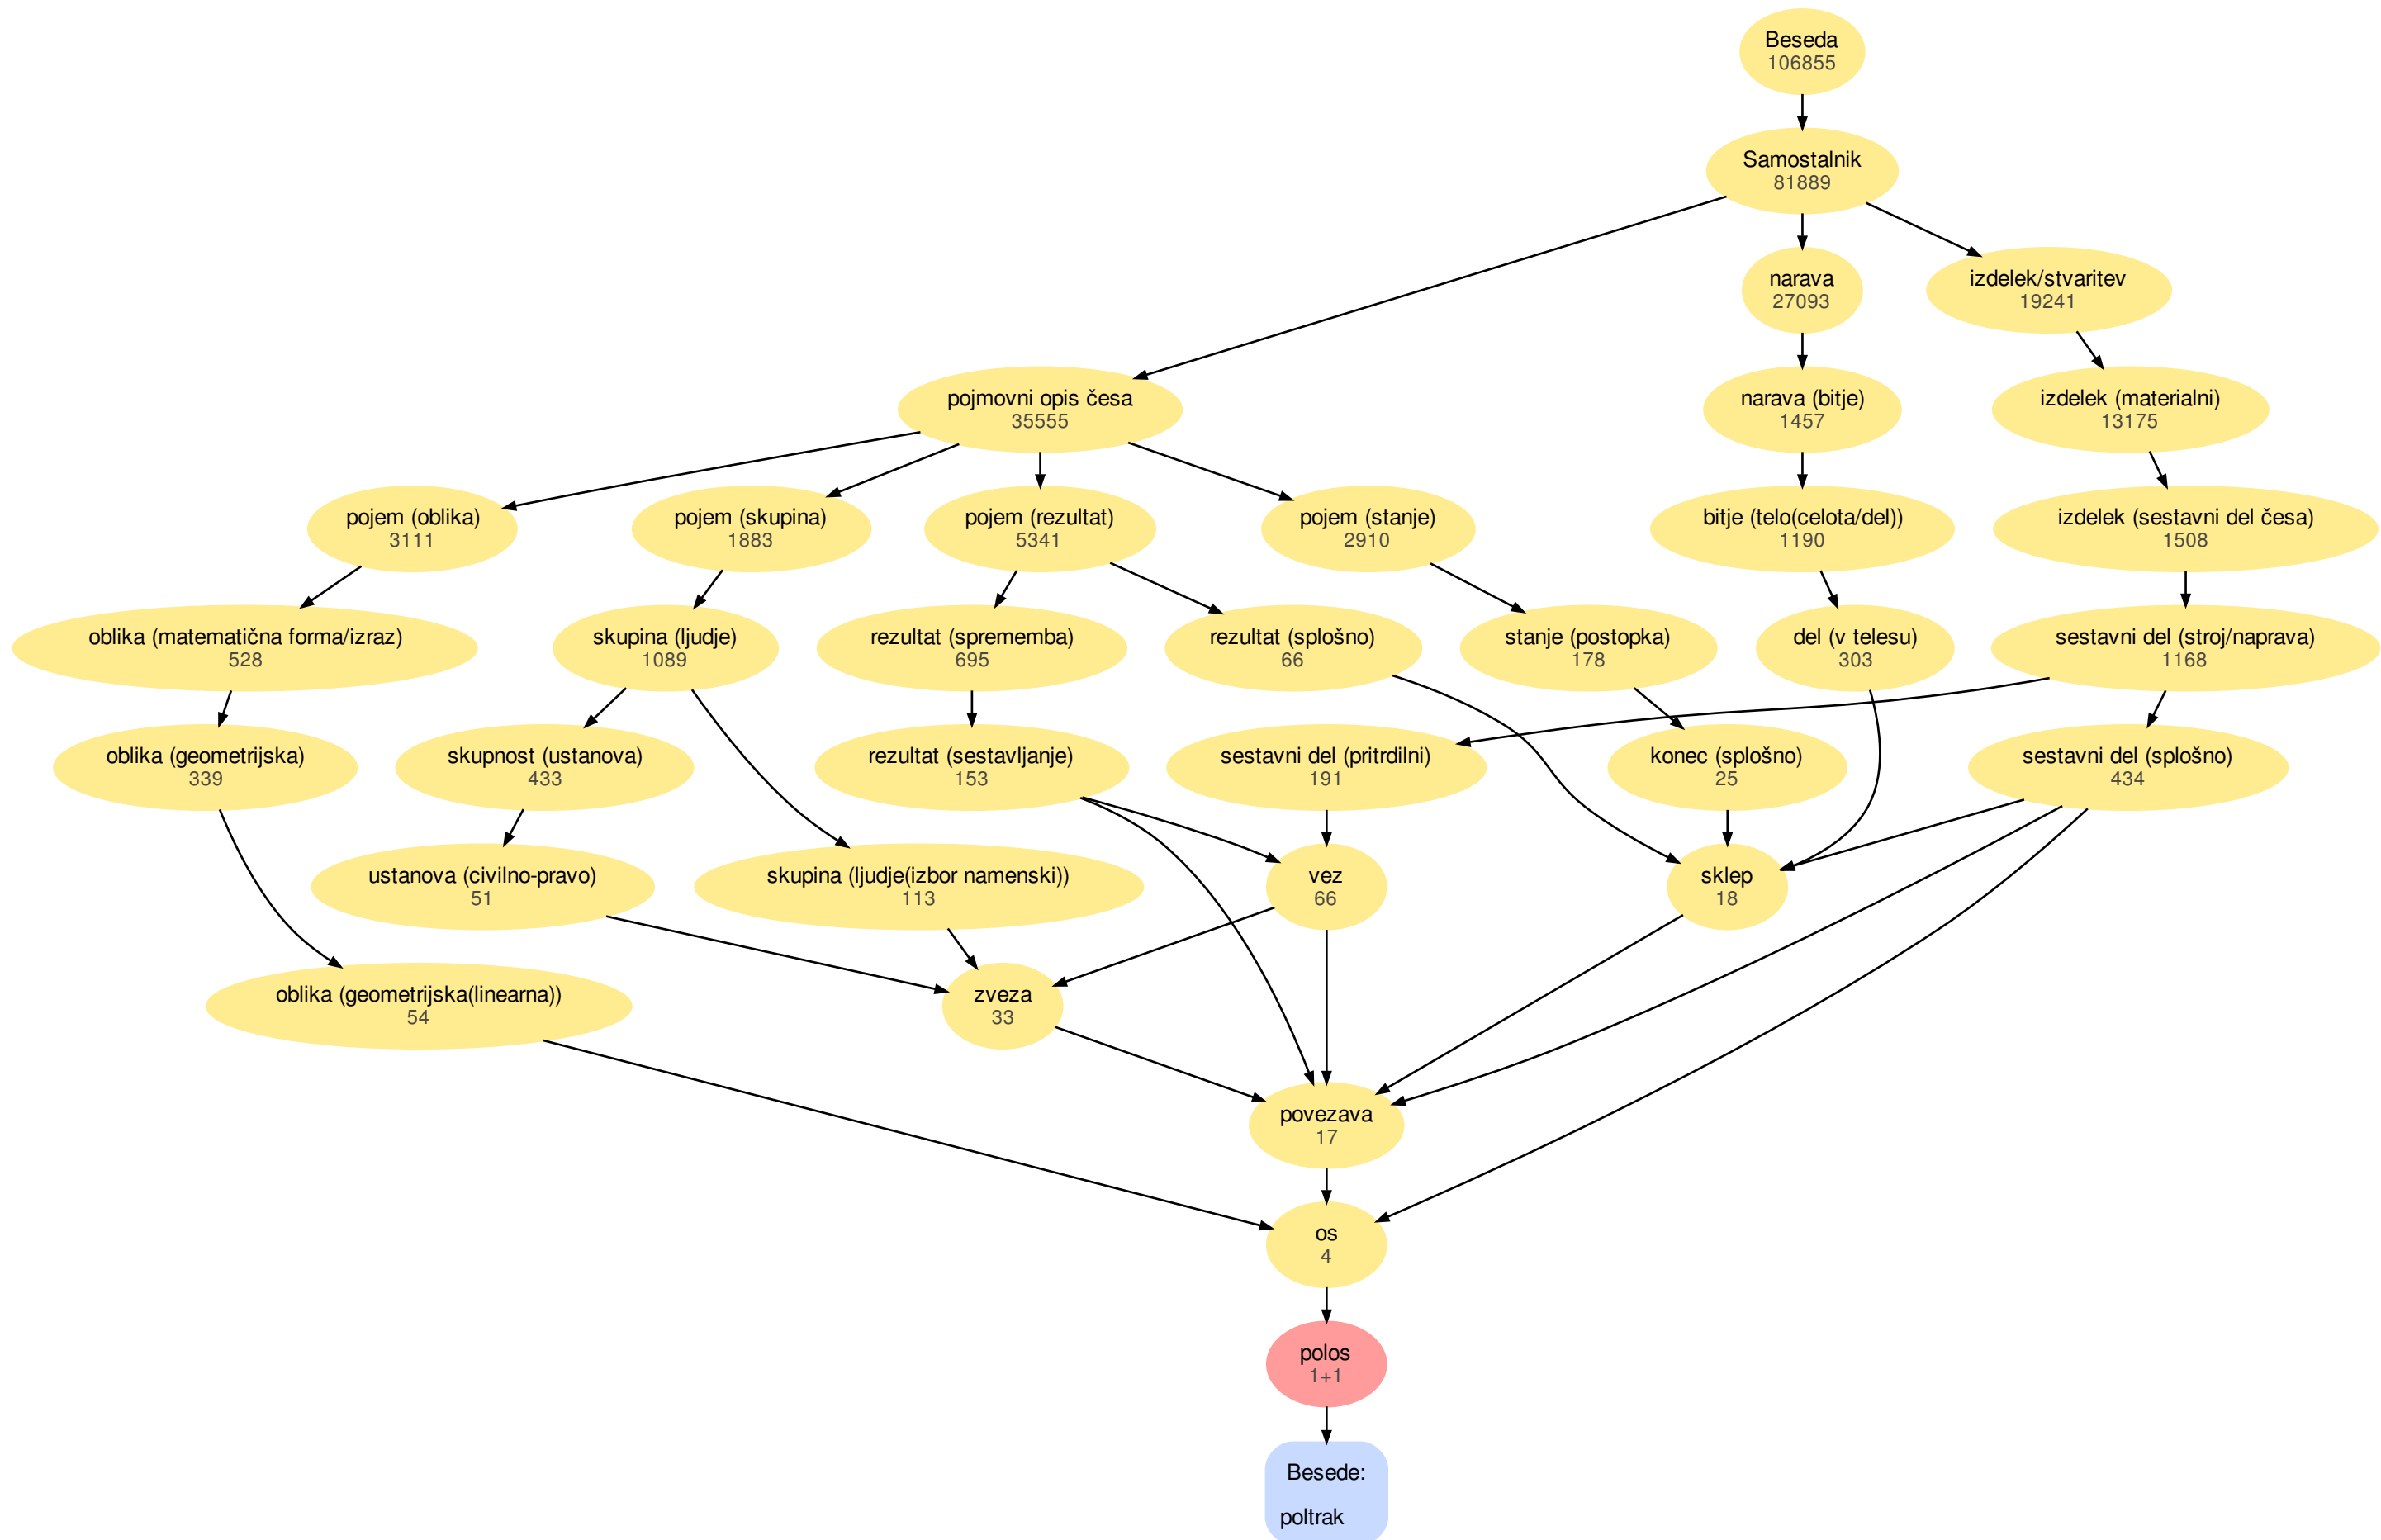 Beseda
106855
Samostalnik
81889
narava
27093
izdelek/stvaritev
19241
pojmovni opis česa
35555
narava (bitje)
1457
izdelek (materialni)
13175
pojem (oblika)
3111
pojem (skupina)
1883
pojem (rezultat)
5341
pojem (stanje)
2910
bitje (telo(celota/del))
1190
izdelek (sestavni del česa)
1508
oblika (matematična forma/izraz)
528
skupina (ljudje)
1089
rezultat (sprememba)
695
rezultat (splošno)
66
stanje (postopka)
178
del (v telesu)
303
sestavni del (stroj/naprava)
1168
oblika (geometrijska)
339
skupnost (ustanova)
433
rezultat (sestavljanje)
153
sestavni del (pritrdilni)
191
konec (splošno)
25
sestavni del (splošno)
434
ustanova (civilno-pravo)
51
skupina (ljudje(izbor namenski))
113
vez
66
sklep
18
oblika (geometrijska(linearna))
54
zveza
33
povezava
17
os
4
polos
1+1
Besede:
poltrak